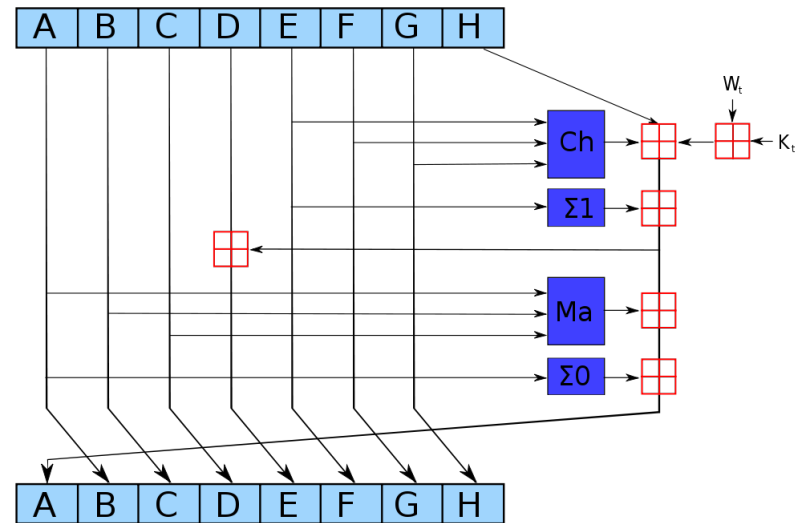 A B C D E F G H
Wt
Ch
Kt
Σ1
Ma
Σ0
A B C D E F G H